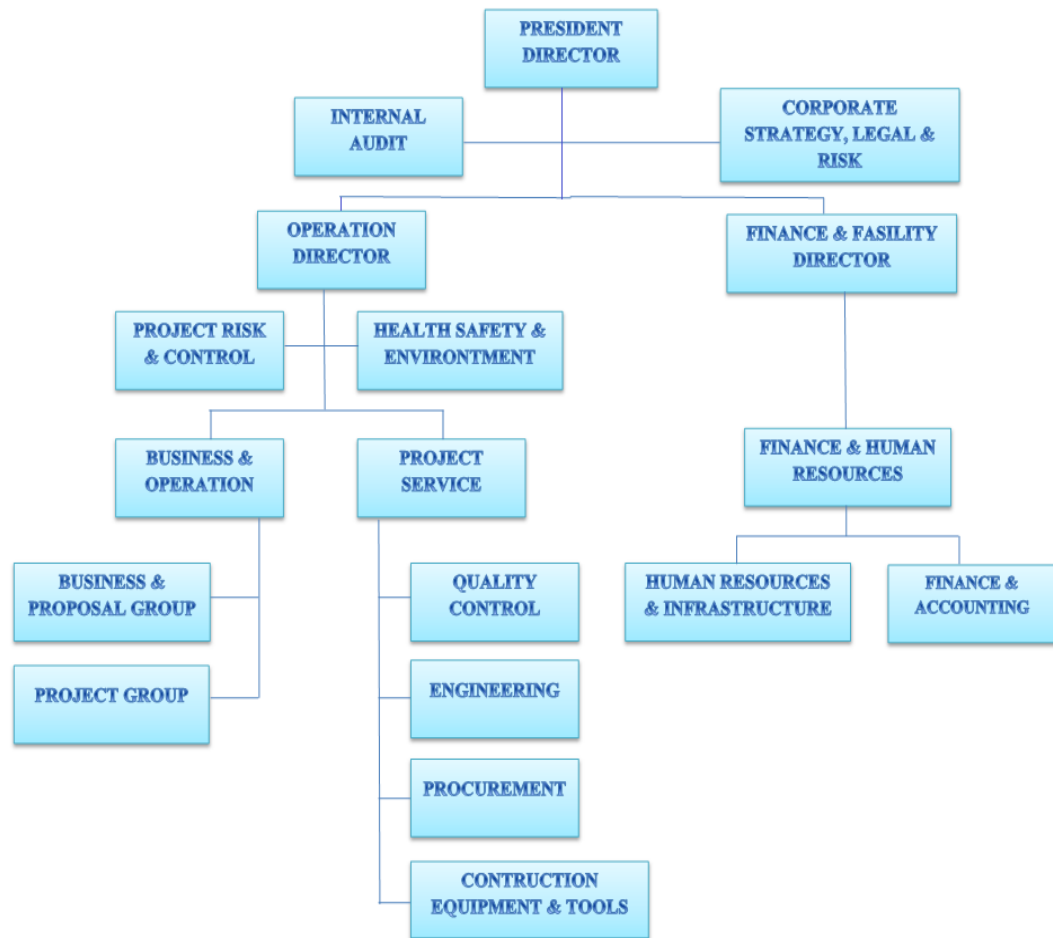 PRESIDENT
DIRECTOR
INTERNAL
AUDIT
CORPORATE
STRATEGY, LEGAL &
RISK
OPERATION
DIRECTOR
FINANCE & FASILITY
DIRECTOR
PROJECT RISK
& CONTROL
HEALTH SAFETY &
ENVIRONTMENT
BUSINESS &
OPERATION
PROJECT
SERVICE
FINANCE & HUMAN
RESOURCES
BUSINESS &
PROPOSAL GROUP
QUALITY
CONTROL
HUMAN RESOURCES
& INFRASTRUCTURE
FINANCE &
ACCOUNTING
PROJECT GROUP
ENGINEERING
PROCUREMENT
CONTRUCTION
EQUIPMENT & TOOLS